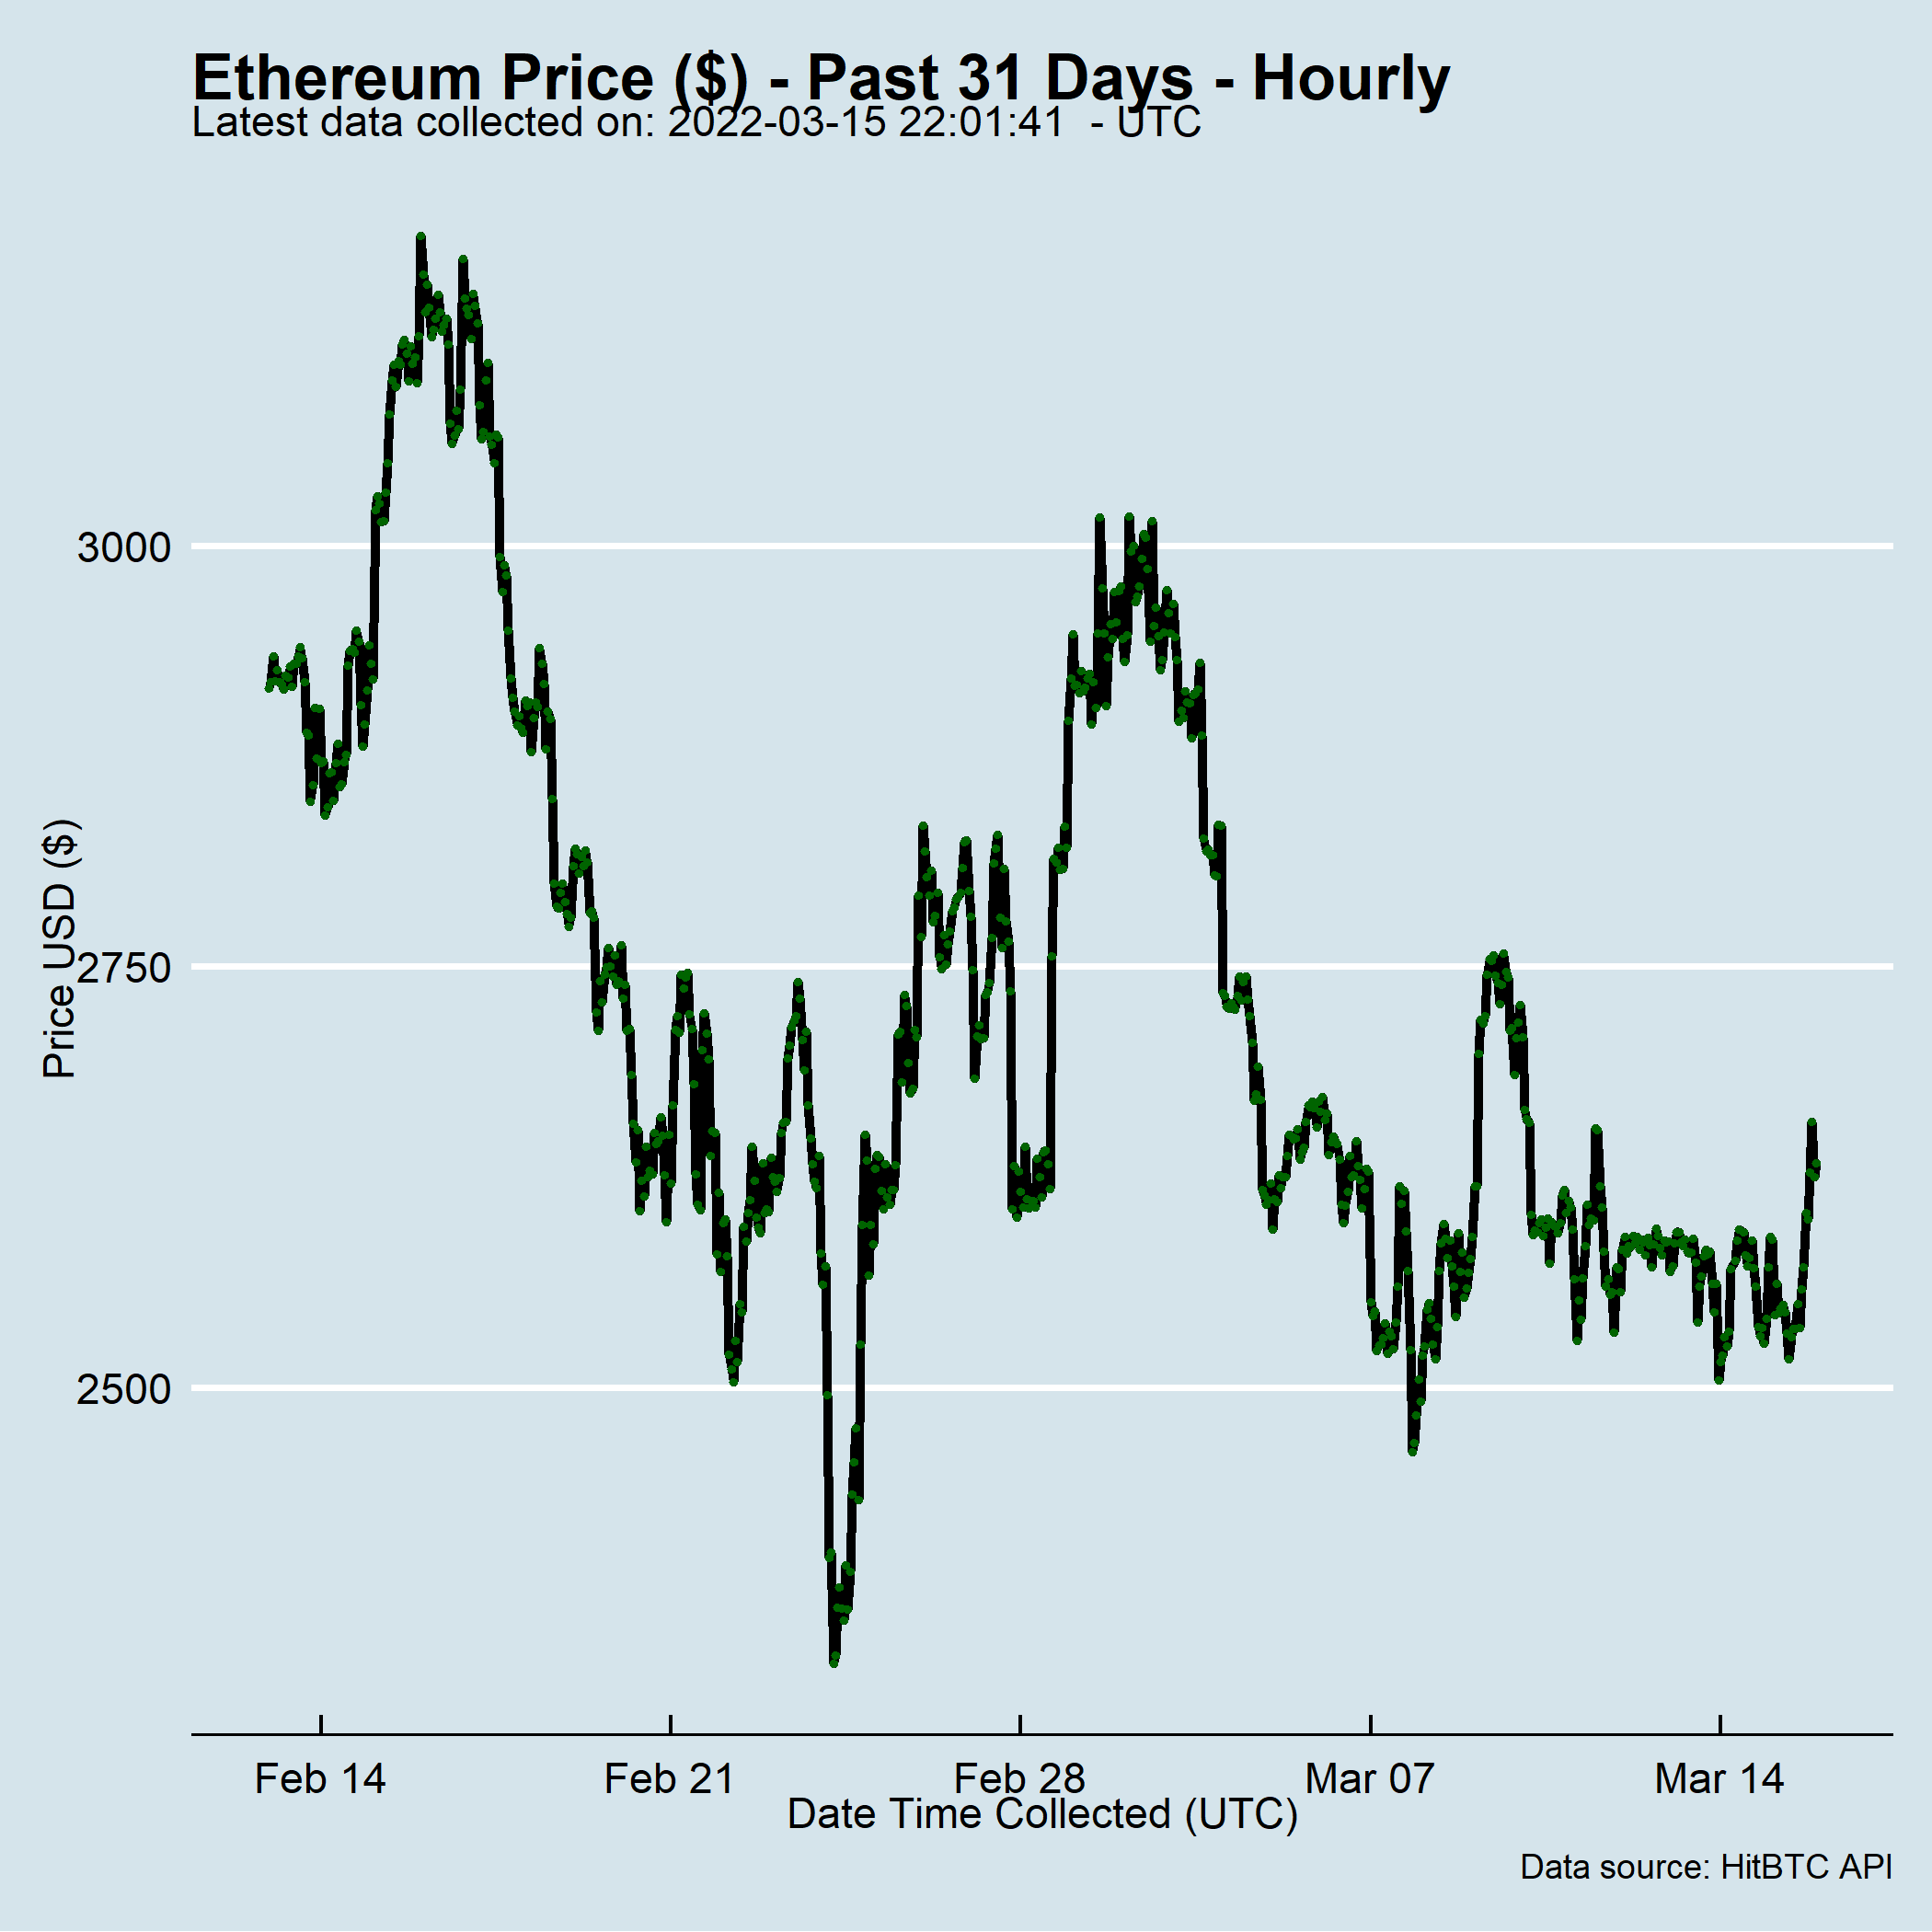 Ethereum Price ($) - Past 31 Days - Hourly
Latest data collected on: 2022-03-15 22:01:41  - UTC
Price USD ($)
3000
2750
2500
Feb 14
Feb 21
Feb 28
Mar 07
Mar 14
Date Time Collected (UTC)
Data source: HitBTC API